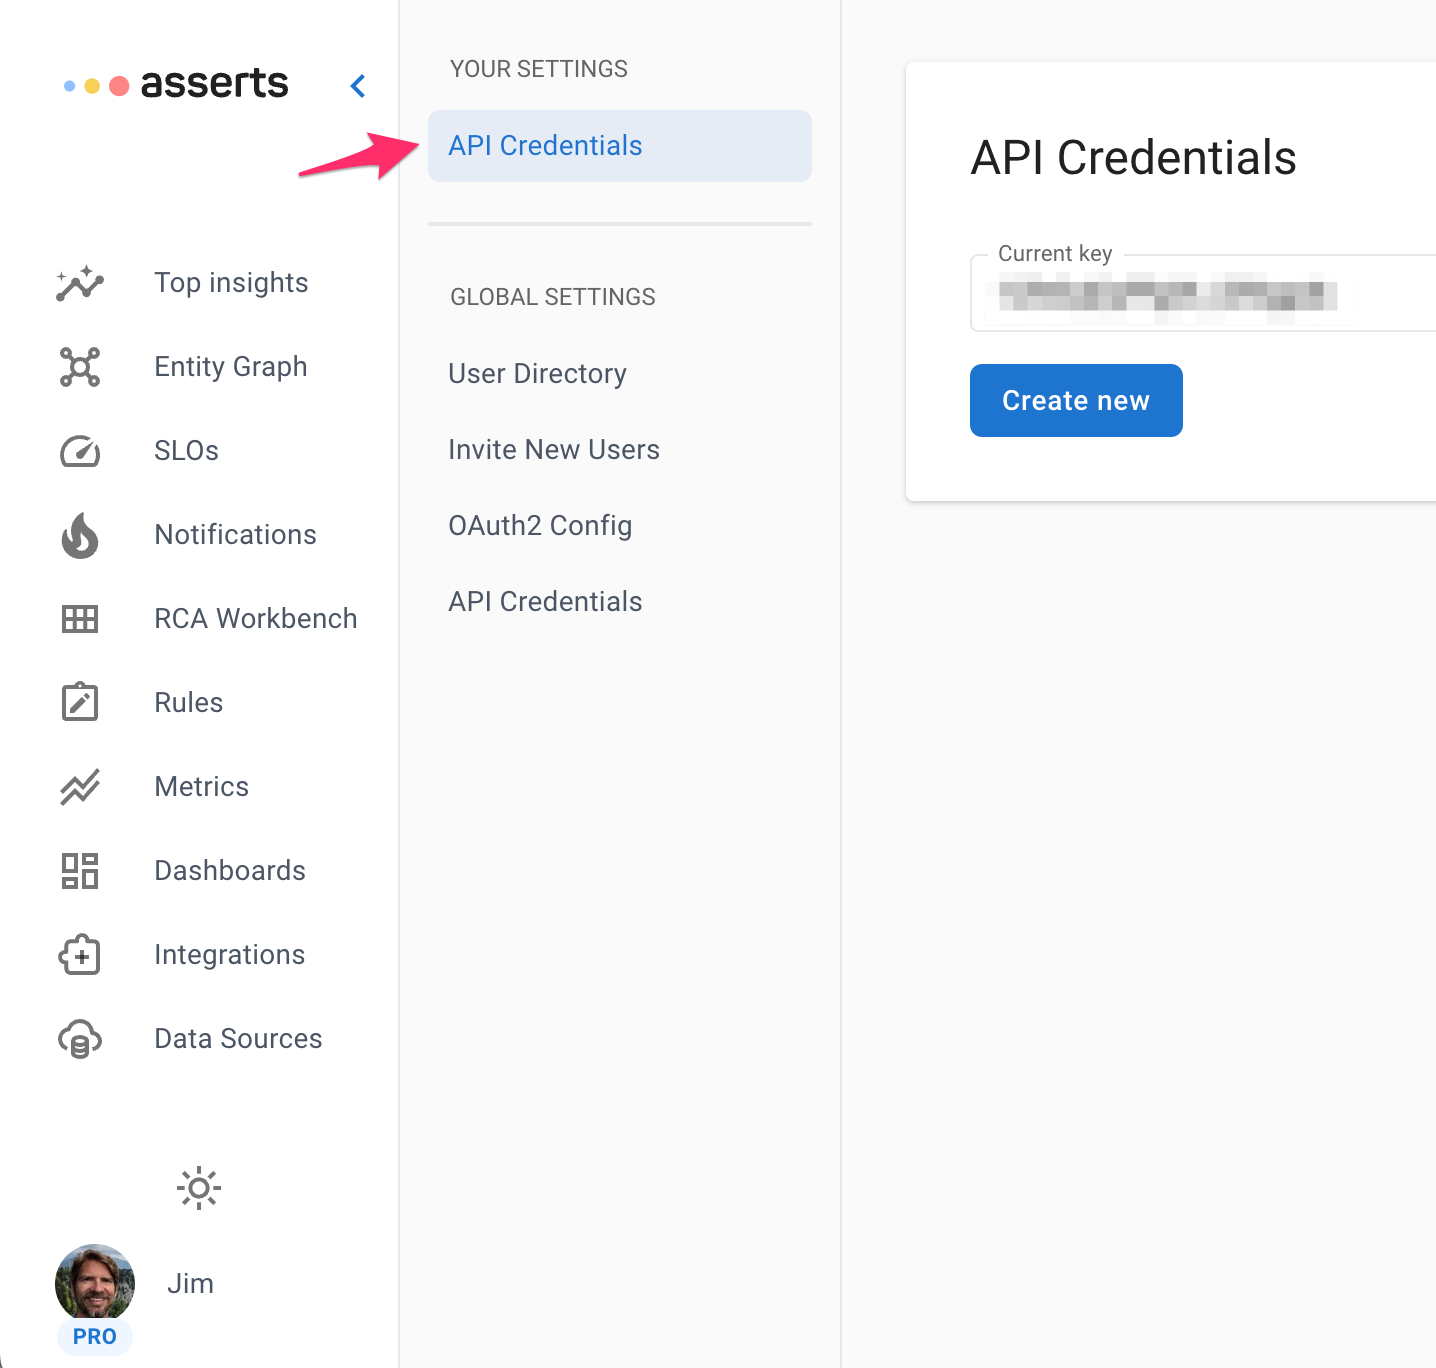 asserts
Top insights
Entity Graph
SLOs
Notifications
RCA Workbench
Rules
Metrics
Dashboards
Integrations
Data Sources
Jim
PRO
YOUR SETTINGS
API Credentials
GLOBAL SETTINGS
User Directory
Invite New Users
OAuth2 Config
API Credentials
API Credentials
Current key
Create new